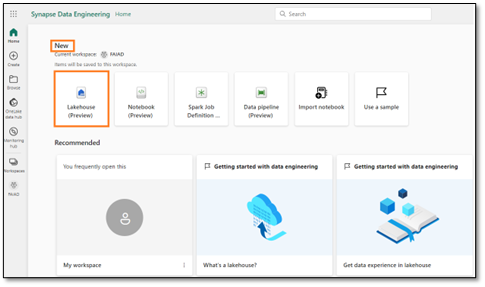 Synapse Data Engineering Home
Search
Home
Create
Browse
OneLake
data hub
Monitoring
hub
Workspaces
FAIAD
New
Current workspace: FAIAD
Items will be saved to this workspace.
Lakehouse
(Preview)
Notebook
(Preview)
Spark Job
Definition ...
Data pipeline
(Preview)
Import notebook
Use a sample
Recommended
You frequently open this
My workspace
Getting started with data engineering
What's a lakehouse?
Getting started with data engineering
Get data experience in lakehouse